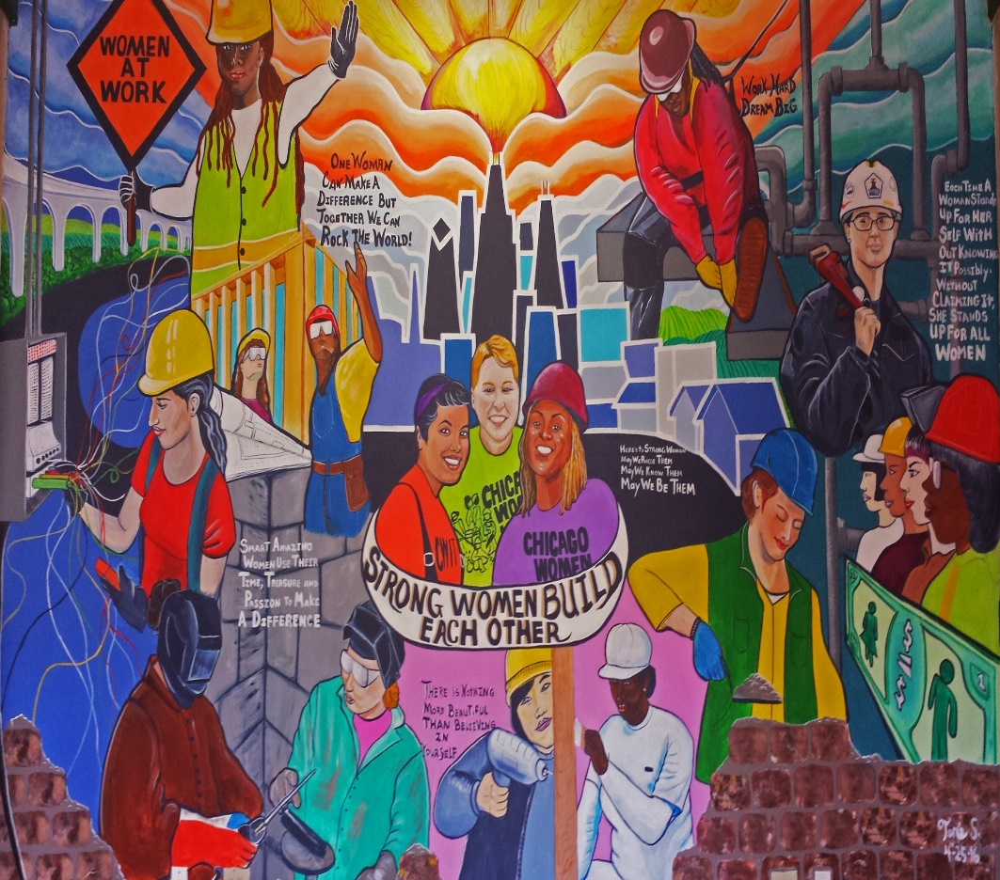 WOMEN
AT
WORK
ONE WOMAN
CAN MAKE A
DIFFERENCE BUT
TOGETHER WE CAN
ROCK THE WORLD!
WORK HARD
DREAM BIG
EACH TIME A
WOMAN STANDS
UP FOR HER
SELF WITH
OUT KNOWING
IT POSSIBLY.
WITHOUT
CLAIMING IT
SHE STANDS
UP FOR ALL
WOMEN
HERE'S TO STRONG WOMEN
MAY WE RAISE THEM
MAY WE KNOW THEM
MAY WE BE THEM
CHICA
WO
CWIT
CHICAGO
WOMEN
STRONG WOMEN BUILD
EACH OTHER
SMART AMAZING
WOMEN USE THEIR
TIME, TREASURE AND
PASSION TO MAKE
A DIFFERENCE
THERE IS NOTHING
MORE BEAUTIFUL
THAN BELIEVING
IN
YOURSELF
$ $
4-25-16